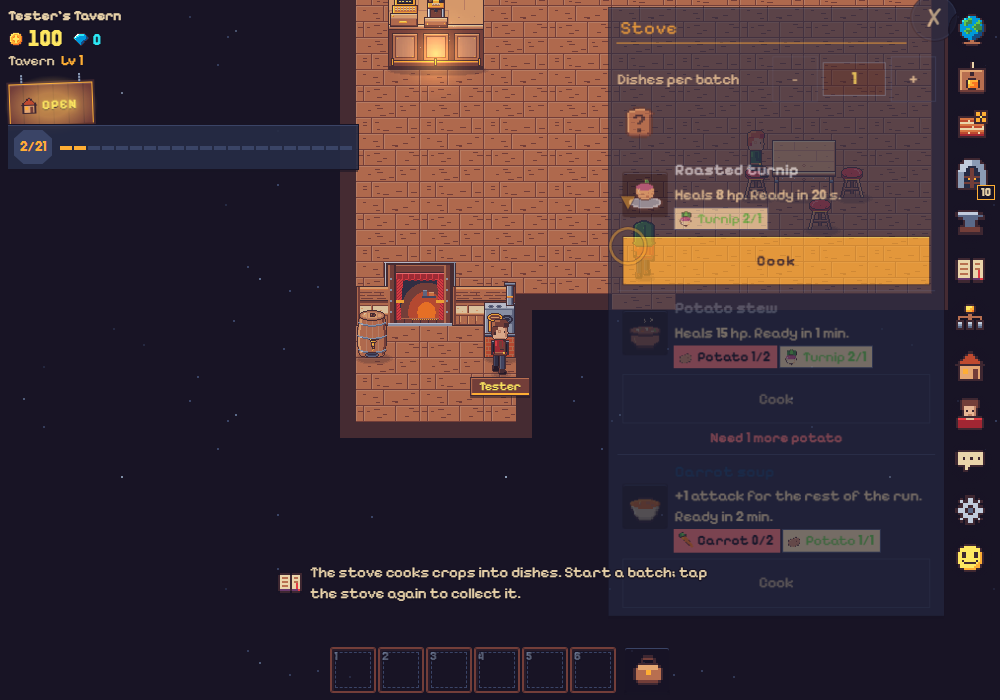 Tester's Tavern
100 0
Tavern Lv 1
OPEN
2/21
Stove
X
Dishes per batch - 1 +
?
Roasted turnip
Heals 8 hp. Ready in 20 s.
Turnip 2/1
Cook
Potato stew
Heals 15 hp. Ready in 1 min.
Potato 1/2 Turnip 2/1
Cook
Need 1 more potato
Carrot soup
+1 attack for the rest of the run.
Ready in 2 min.
Carrot 0/2 Potato 1/1
Cook
10
Tester
The stove cooks crops into dishes. Start a batch; tap
the stove again to collect it.
1 2 3 4 5 6